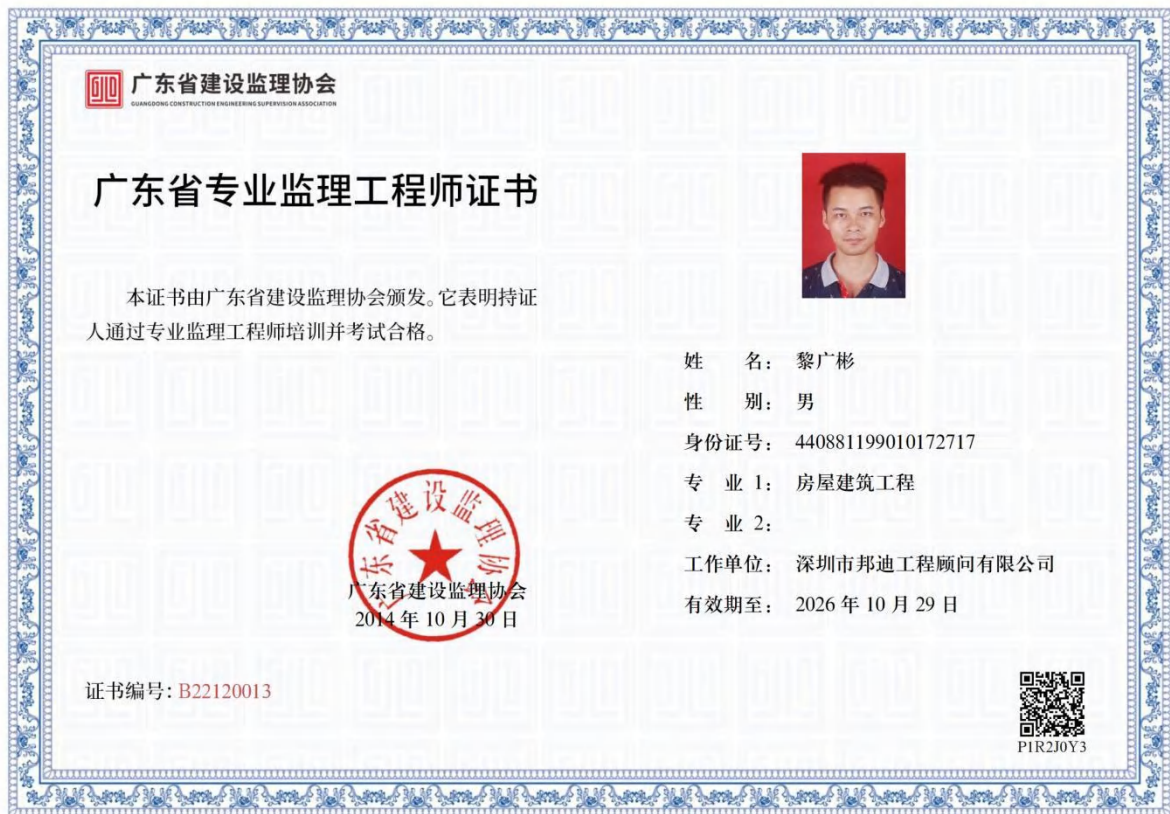 广东省建设监理协会
GUANGDONG CONSTRUCTION ENGINEERING SUPERVISION ASSOCIATION
广东省专业监理工程师证书
本证书由广东省建设监理协会颁发。它表明持证
人通过专业监理工程师培训并考试合格。
姓 名： 黎广彬
性 别： 男
身份证号： 440881199010172717
专 业 1： 房屋建筑工程
专 业 2：
工作单位： 深圳市邦迪工程顾问有限公司
有效期至： 2026 年 10 月 29 日
广东省建设监理协会
广东省建设监理协会
2014 年 10 月 30 日
证书编号: B22120013
P1R2J0Y3